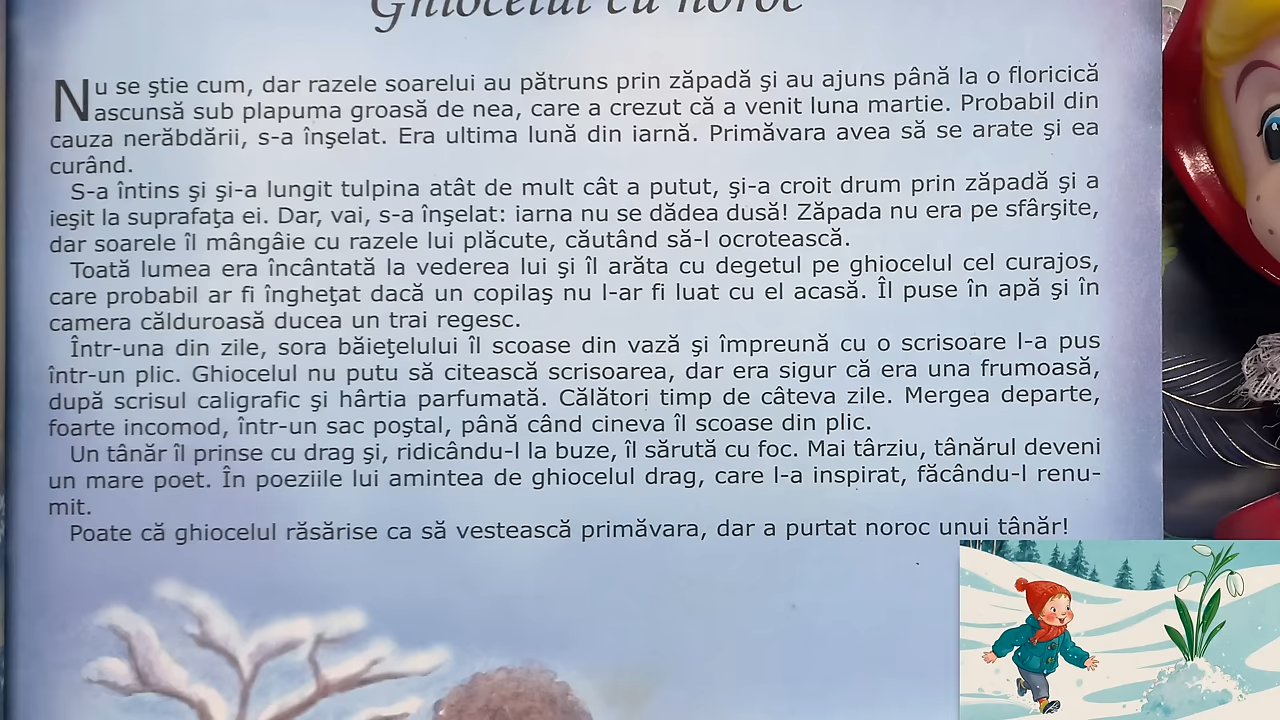 Ghiocelul cu noroc
Nu se ştie cum, dar razele soarelui au pătruns prin zăpadă şi au ajuns până la o floricică
ascunsă sub plapuma groasă de nea, care a crezut că a venit luna martie. Probabil din
cauza nerăbdării, s-a înşelat. Era ultima lună din iarnă. Primăvara avea să se arate şi ea
curând.
S-a întins şi şi-a lungit tulpina atât de mult cât a putut, şi-a croit drum prin zăpadă şi a
ieşit la suprafaţa ei. Dar, vai, s-a înşelat: iarna nu se dădea dusă! Zăpada nu era pe sfârşite,
dar soarele îl mângâie cu razele lui plăcute, căutând să-l ocrotească.
Toată lumea era încântată la vederea lui şi îl arăta cu degetul pe ghiocelul cel curajos,
care probabil ar fi îngheţat dacă un copilaş nu l-ar fi luat cu el acasă. Îl puse în apă şi în
camera călduroasă ducea un trai regesc.
Într-una din zile, sora băieţelului îl scoase din vază şi împreună cu o scrisoare l-a pus
într-un plic. Ghiocelul nu putu să citească scrisoarea, dar era sigur că era una frumoasă,
după scrisul caligrafic şi hârtia parfumată. Călători timp de câteva zile. Mergea departe,
foarte incomod, într-un sac poştal, până când cineva îl scoase din plic.
Un tânăr îl prinse cu drag şi, ridicându-l la buze, îl sărută cu foc. Mai târziu, tânărul deveni
un mare poet. În poeziile lui amintea de ghiocelul drag, care l-a inspirat, făcându-l renu-
mit.
Poate că ghiocelul răsărise ca să vestească primăvara, dar a purtat noroc unui tânăr!